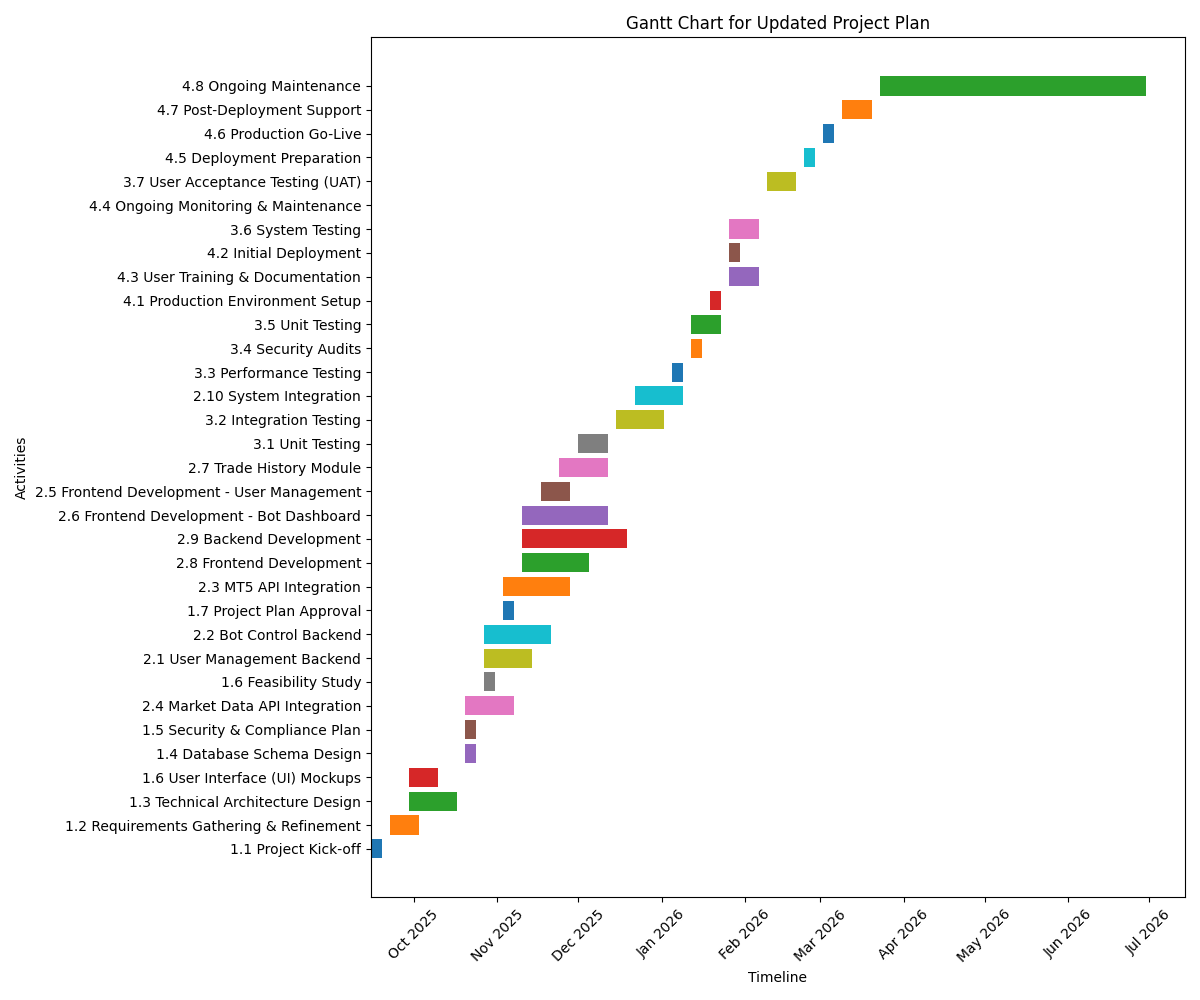 Gantt Chart for Updated Project Plan
4.8 Ongoing Maintenance
4.7 Post-Deployment Support
4.6 Production Go-Live
4.5 Deployment Preparation
3.7 User Acceptance Testing (UAT)
4.4 Ongoing Monitoring & Maintenance
3.6 System Testing
4.2 Initial Deployment
4.3 User Training & Documentation
4.1 Production Environment Setup
3.5 Unit Testing
3.4 Security Audits
3.3 Performance Testing
2.10 System Integration
3.2 Integration Testing
3.1 Unit Testing
2.7 Trade History Module
2.5 Frontend Development - User Management
2.6 Frontend Development - Bot Dashboard
2.9 Backend Development
2.8 Frontend Development
2.3 MT5 API Integration
1.7 Project Plan Approval
2.2 Bot Control Backend
2.1 User Management Backend
1.6 Feasibility Study
2.4 Market Data API Integration
1.5 Security & Compliance Plan
1.4 Database Schema Design
1.6 User Interface (UI) Mockups
1.3 Technical Architecture Design
1.2 Requirements Gathering & Refinement
1.1 Project Kick-off
Activities
Oct 2025
Nov 2025
Dec 2025
Jan 2026
Feb 2026
Mar 2026
Apr 2026
May 2026
Jun 2026
Jul 2026
Timeline